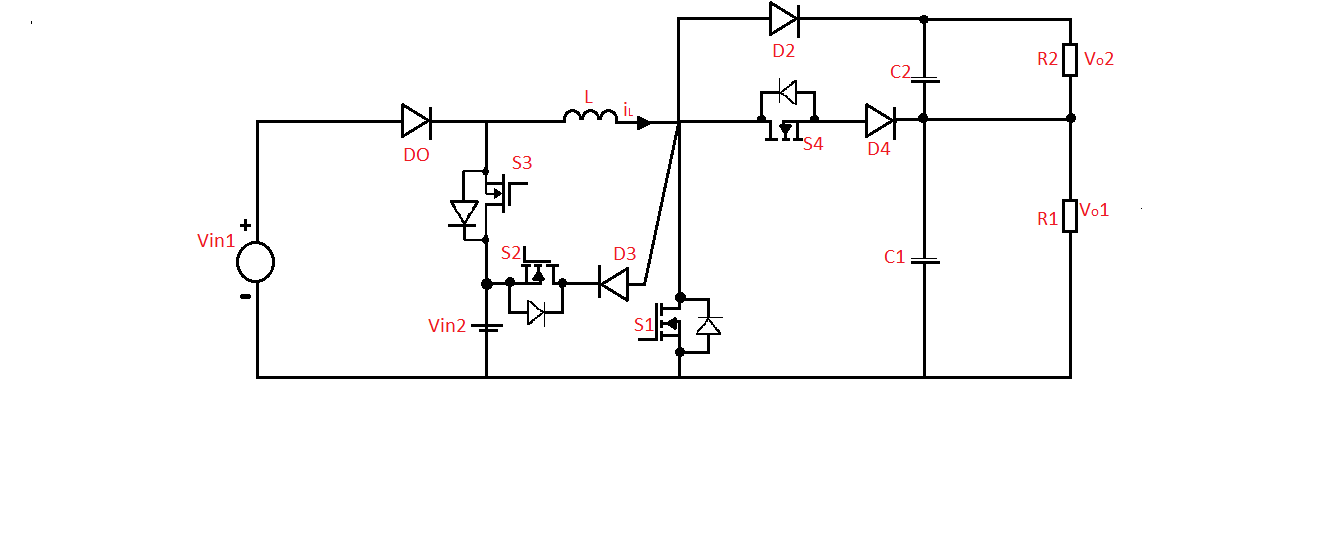 D2
R2
Vo2
C2
L
iL
S4
D4
DO
S3
R1
Vo1
+
Vin1
-
S2
D3
C1
Vin2
S1